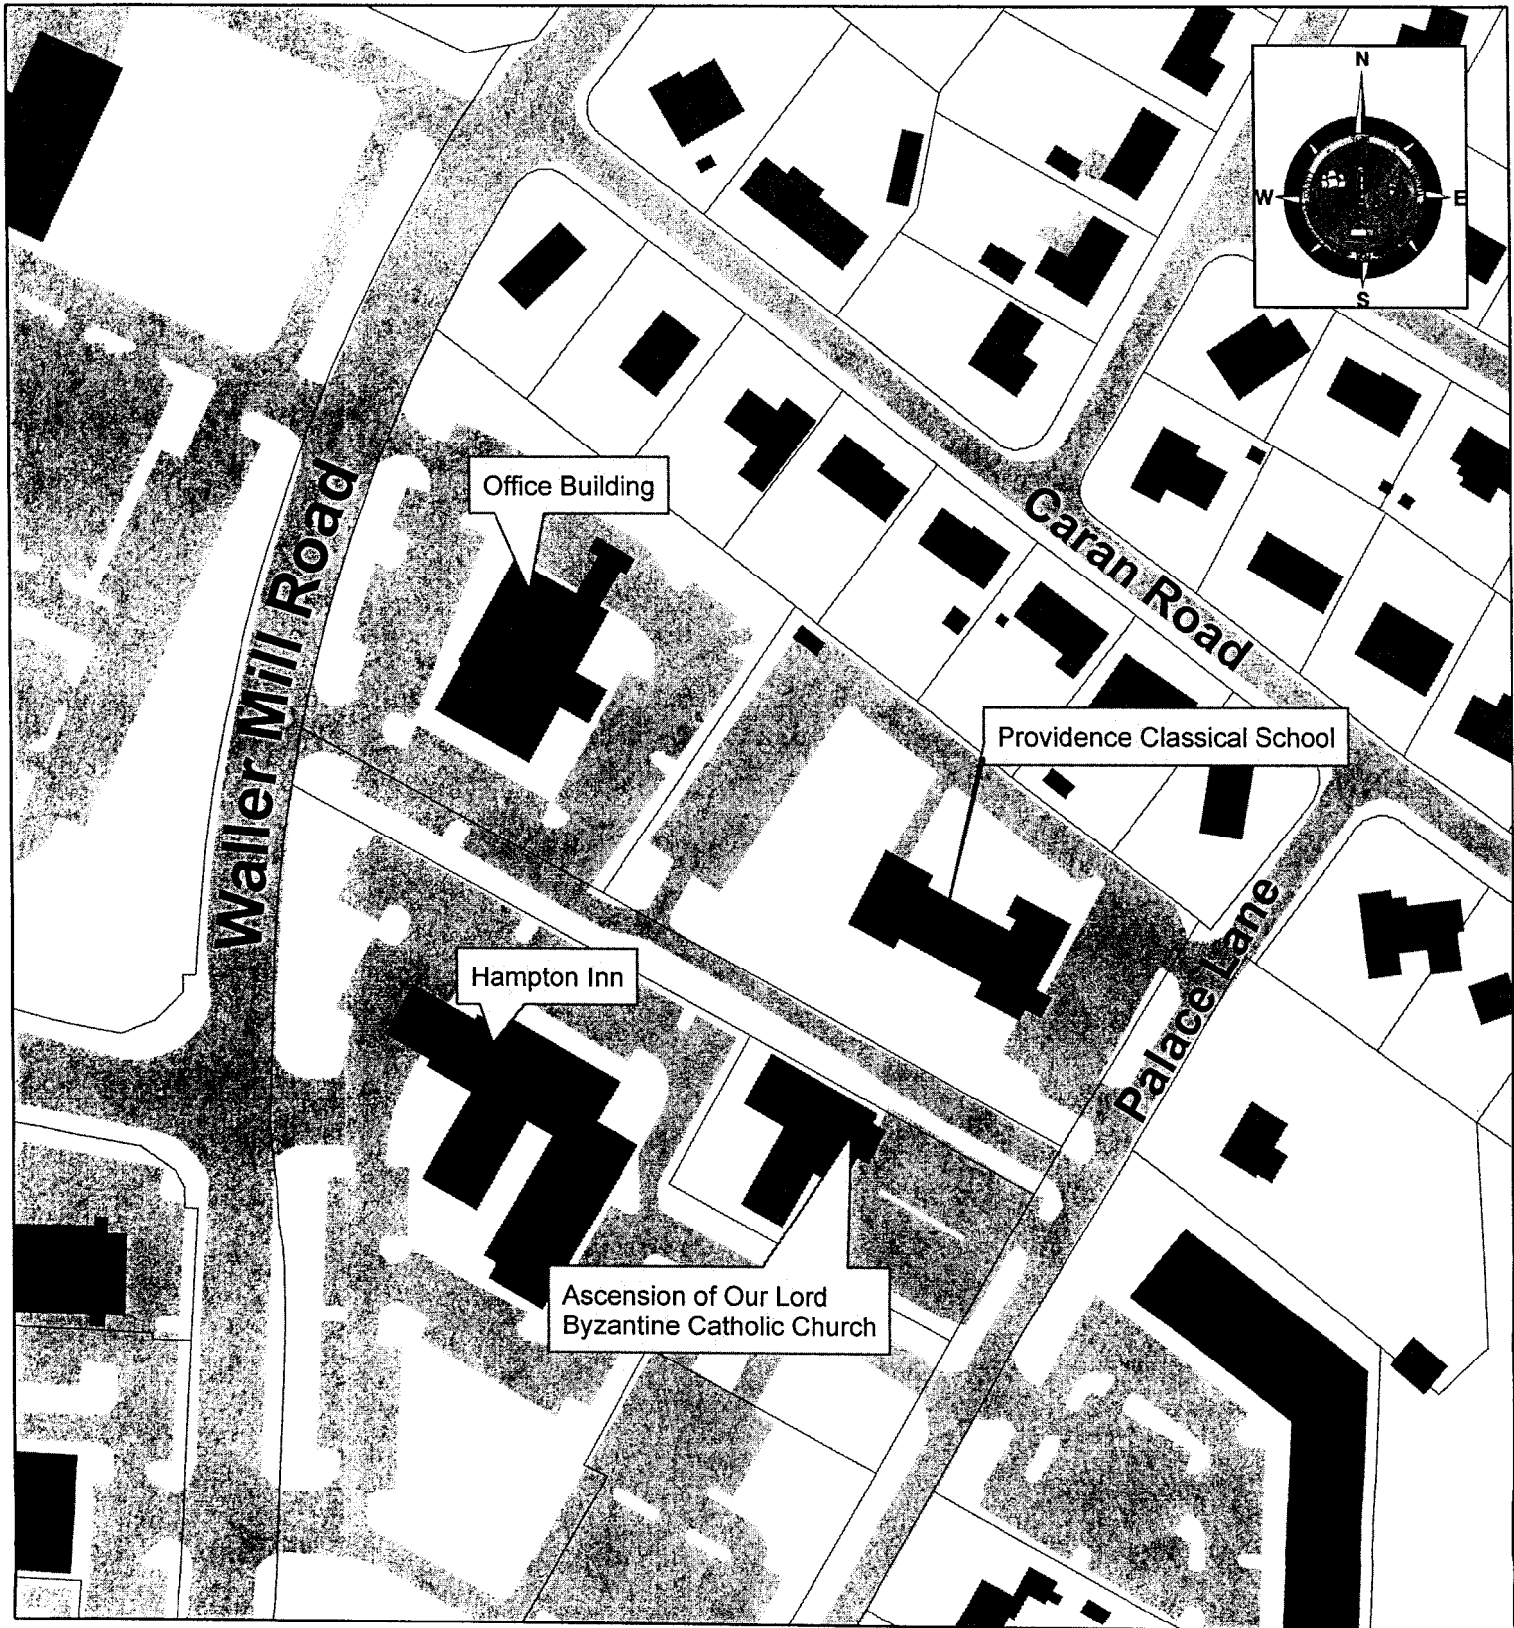 N
W
E
S
Office Building
Waller Mill Road
Caran Road
Providence Classical School
Palace Lane
Hampton Inn
Ascension of Our Lord
Byzantine Catholic Church